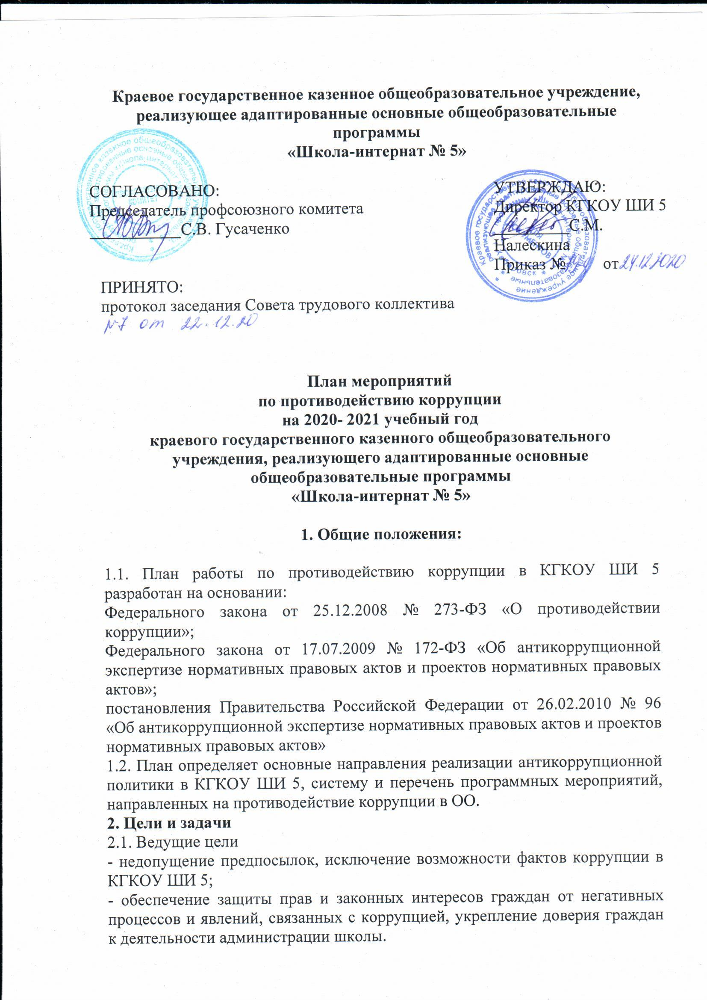 Краевое государственное казенное общеобразовательное учреждение,
реализующее адаптированные основные общеобразовательные
программы
«Школа-интернат № 5»
СОГЛАСОВАНО:
Председатель профсоюзного комитета
С.В. Гусаченко
УТВЕРЖДАЮ:
Директор КГКОУ ШИ 5
С.М.
Налескина
Приказ № от 24.12.2020
ПРИНЯТО:
протокол заседания Совета трудового коллектива
№7 от 22.12.20
План мероприятий
по противодействию коррупции
на 2020- 2021 учебный год
краевого государственного казенного общеобразовательного
учреждения, реализующего адаптированные основные
общеобразовательные программы
«Школа-интернат № 5»
1. Общие положения:
1.1. План работы по противодействию коррупции в КГКОУ ШИ 5
разработан на основании:
Федерального закона от 25.12.2008 № 273-ФЗ «О противодействии
коррупции»;
Федерального закона от 17.07.2009 № 172-ФЗ «Об антикоррупционной
экспертизе нормативных правовых актов и проектов нормативных правовых
актов»;
постановления Правительства Российской Федерации от 26.02.2010 № 96
«Об антикоррупционной экспертизе нормативных правовых актов и проектов
нормативных правовых актов»
1.2. План определяет основные направления реализации антикоррупционной
политики в КГКОУ ШИ 5, систему и перечень программных мероприятий,
направленных на противодействие коррупции в ОО.
2. Цели и задачи
2.1. Ведущие цели
- недопущение предпосылок, исключение возможности фактов коррупции в
КГКОУ ШИ 5;
- обеспечение защиты прав и законных интересов граждан от негативных
процессов и явлений, связанных с коррупцией, укрепление доверия граждан
к деятельности администрации школы.